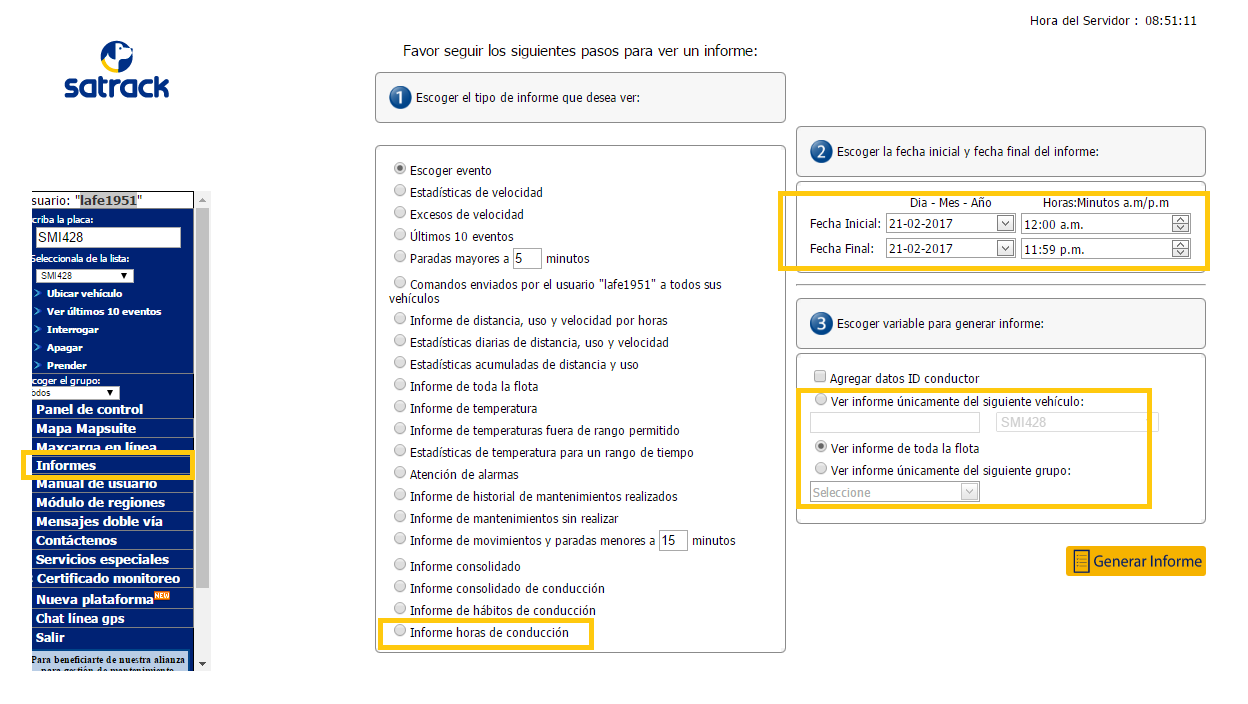 Hora del Servidor : 08:51:11
satrack
Favor seguir los siguientes pasos para ver un informe:
1 Escoger el tipo de informe que desea ver:
Escoger evento
Estadísticas de velocidad
Excesos de velocidad
Últimos 10 eventos
Paradas mayores a 5 minutos
Comandos enviados por el usuario "lafe1951" a todos sus
vehículos
Informe de distancia, uso y velocidad por horas
Estadísticas diarias de distancia, uso y velocidad
Estadísticas acumuladas de distancia y uso
Informe de toda la flota
Informe de temperatura
Informe de temperaturas fuera de rango permitido
Estadísticas de temperatura para un rango de tiempo
Atención de alarmas
Informe de historial de mantenimientos realizados
Informe de mantenimientos sin realizar
Informe de movimientos y paradas menores a 15 minutos
Informe consolidado
Informe consolidado de conducción
Informe de hábitos de conducción
Informe horas de conducción
2 Escoger la fecha inicial y fecha final del informe:
Dia - Mes - Año Horas:Minutos a.m/p.m
Fecha Inicial: 21-02-2017 12:00 a.m.
Fecha Final: 21-02-2017 11:59 p.m.
3 Escoger variable para generar informe:
Agregar datos ID conductor
Ver informe únicamente del siguiente vehículo:
SMI428
Ver informe de toda la flota
Ver informe únicamente del siguiente grupo:
Seleccione
Generar Informe
suario: "lafe1951"
criba la placa:
SMI428
Seleccionala de la lista:
SMI428
> Ubicar vehículo
> Ver últimos 10 eventos
> Interrogar
> Apagar
> Prender
coger el grupo:
odos
Panel de control
Mapa Mapsuite
Maxcarga en línea
Informes
Manual de usuario
Módulo de regiones
Mensajes doble vía
Contáctenos
Servicios especiales
Certificado monitoreo
Nueva plataforma NEW
Chat línea gps
Salir
Para beneficiarte de nuestra alianza
para gestión de mantenimiento